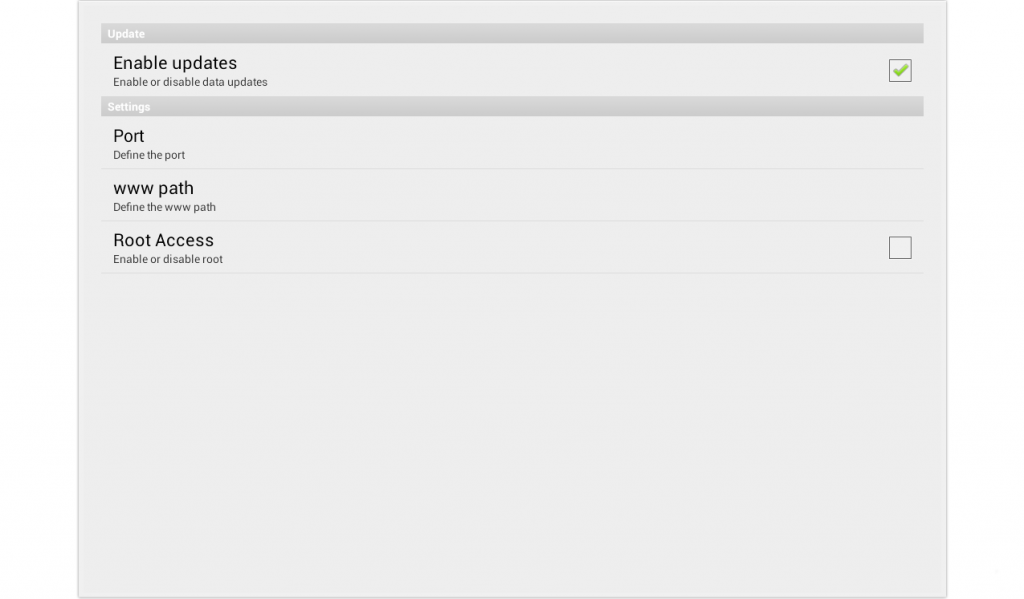 Update
Enable updates
Enable or disable data updates
Settings
Port
Define the port
www path
Define the www path
Root Access
Enable or disable root